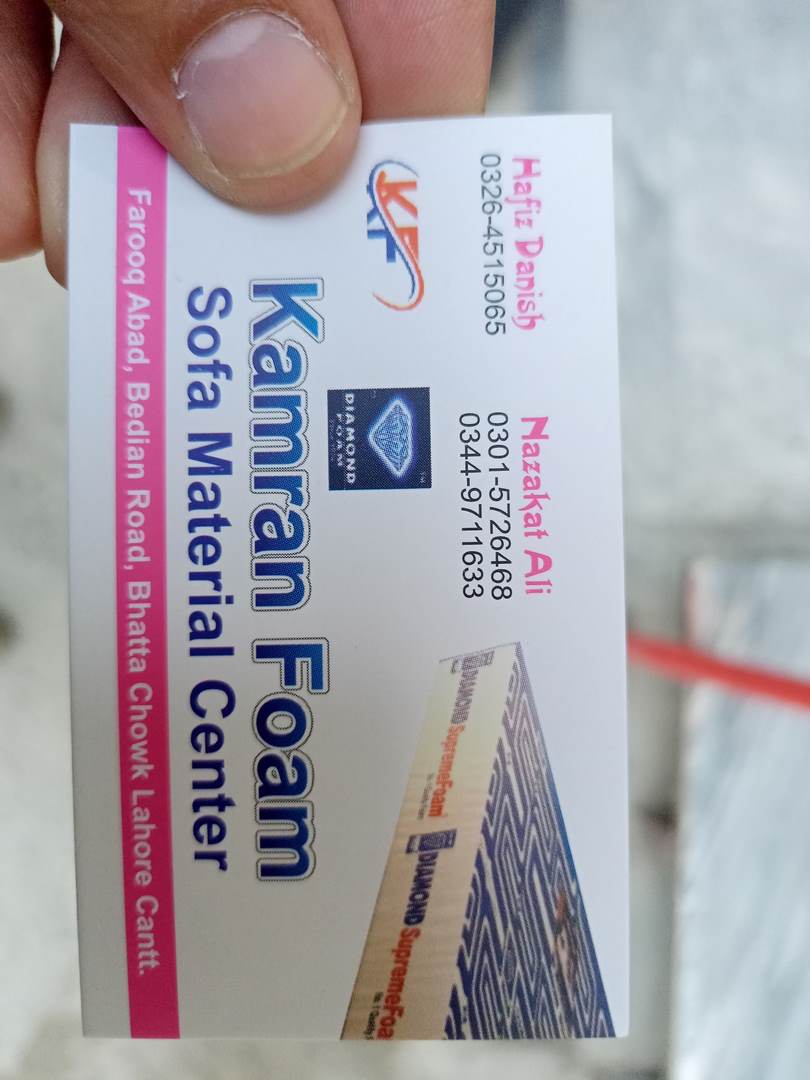 Hafiz Danish
0326-4515065
Nazakat Ali
0301-5726468
0344-9711633
KF
DIAMOND
FOAM
Kamran Foam
Sofa Material Center
Farooq Abad, Bedian Road, Bhatta Chowk Lahore Cantt.
DIAMOND SupremeFoam
DIAMOND SupremeFoa